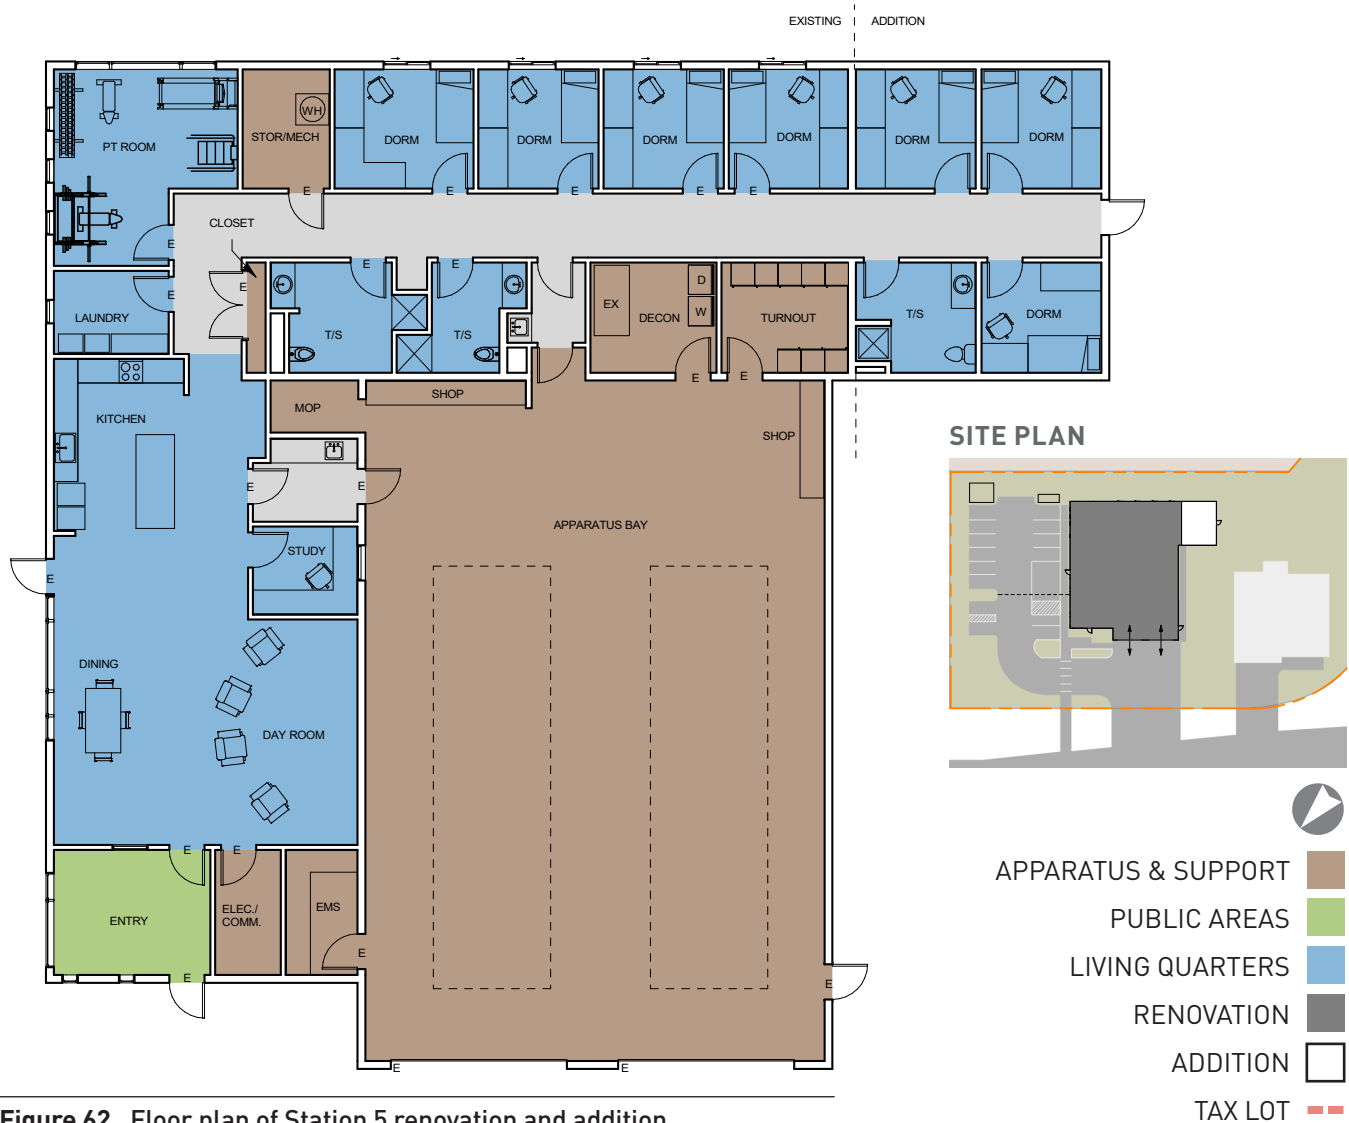 EXISTING ADDITION
PT ROOM
STOR/MECH
WH
DORM
DORM
DORM
DORM
DORM
DORM
E
E
E
E
E
CLOSET
E
E
E
E
E
LAUNDRY
T/S
T/S
EX
DECON
D
W
TURNOUT
T/S
DORM
E
E
KITCHEN
MOP
SHOP
SHOP
E
E
STUDY
APPARATUS BAY
E
DINING
DAY ROOM
E
E
ENTRY
ELEC./
COMM.
EMS
E
E
E
E
E
SITE PLAN
APPARATUS & SUPPORT
PUBLIC AREAS
LIVING QUARTERS
RENOVATION
ADDITION
TAX LOT
Figure 62 Floor plan of Station 5 renovation and addition